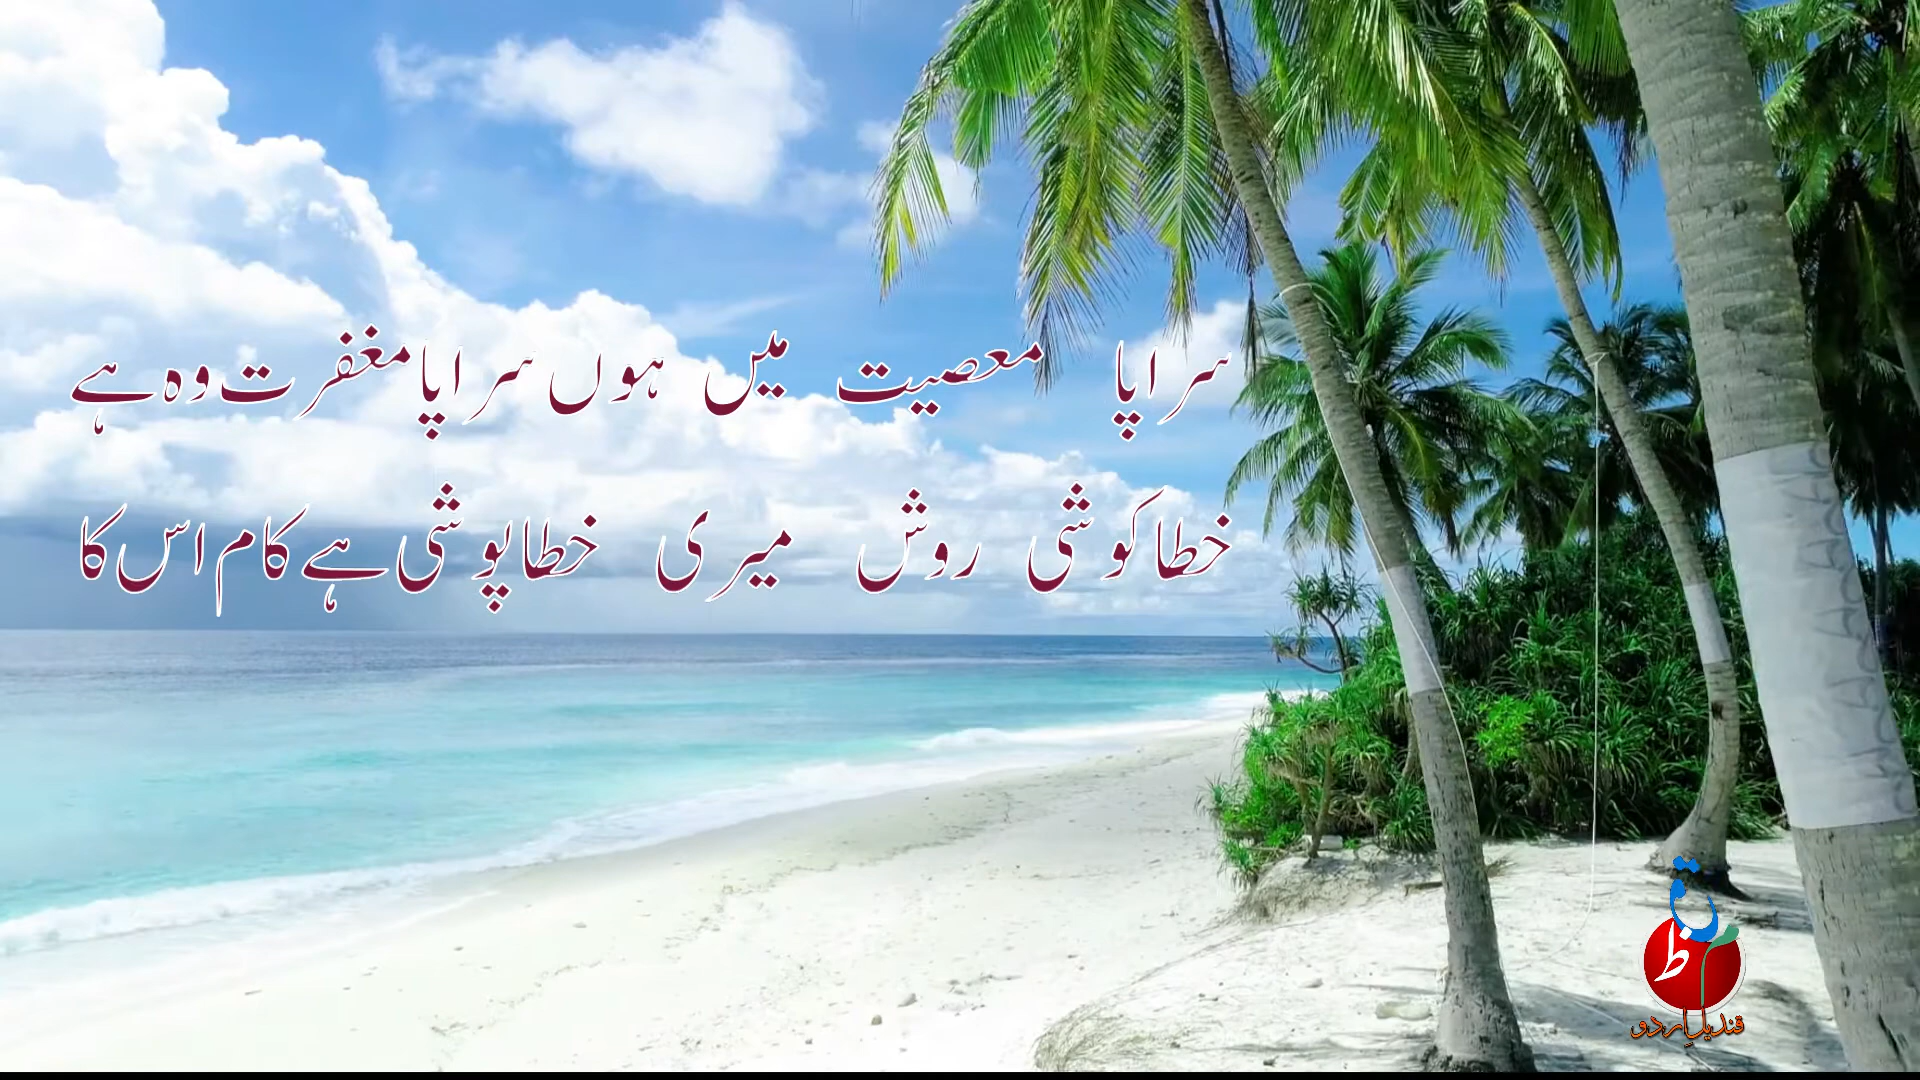 سراپا معصیت میں ہوں سراپا مغفرت وہ ہے
خطا کوشی روش میری خطا پوشی ہے کام اس کا
قندیل اردو